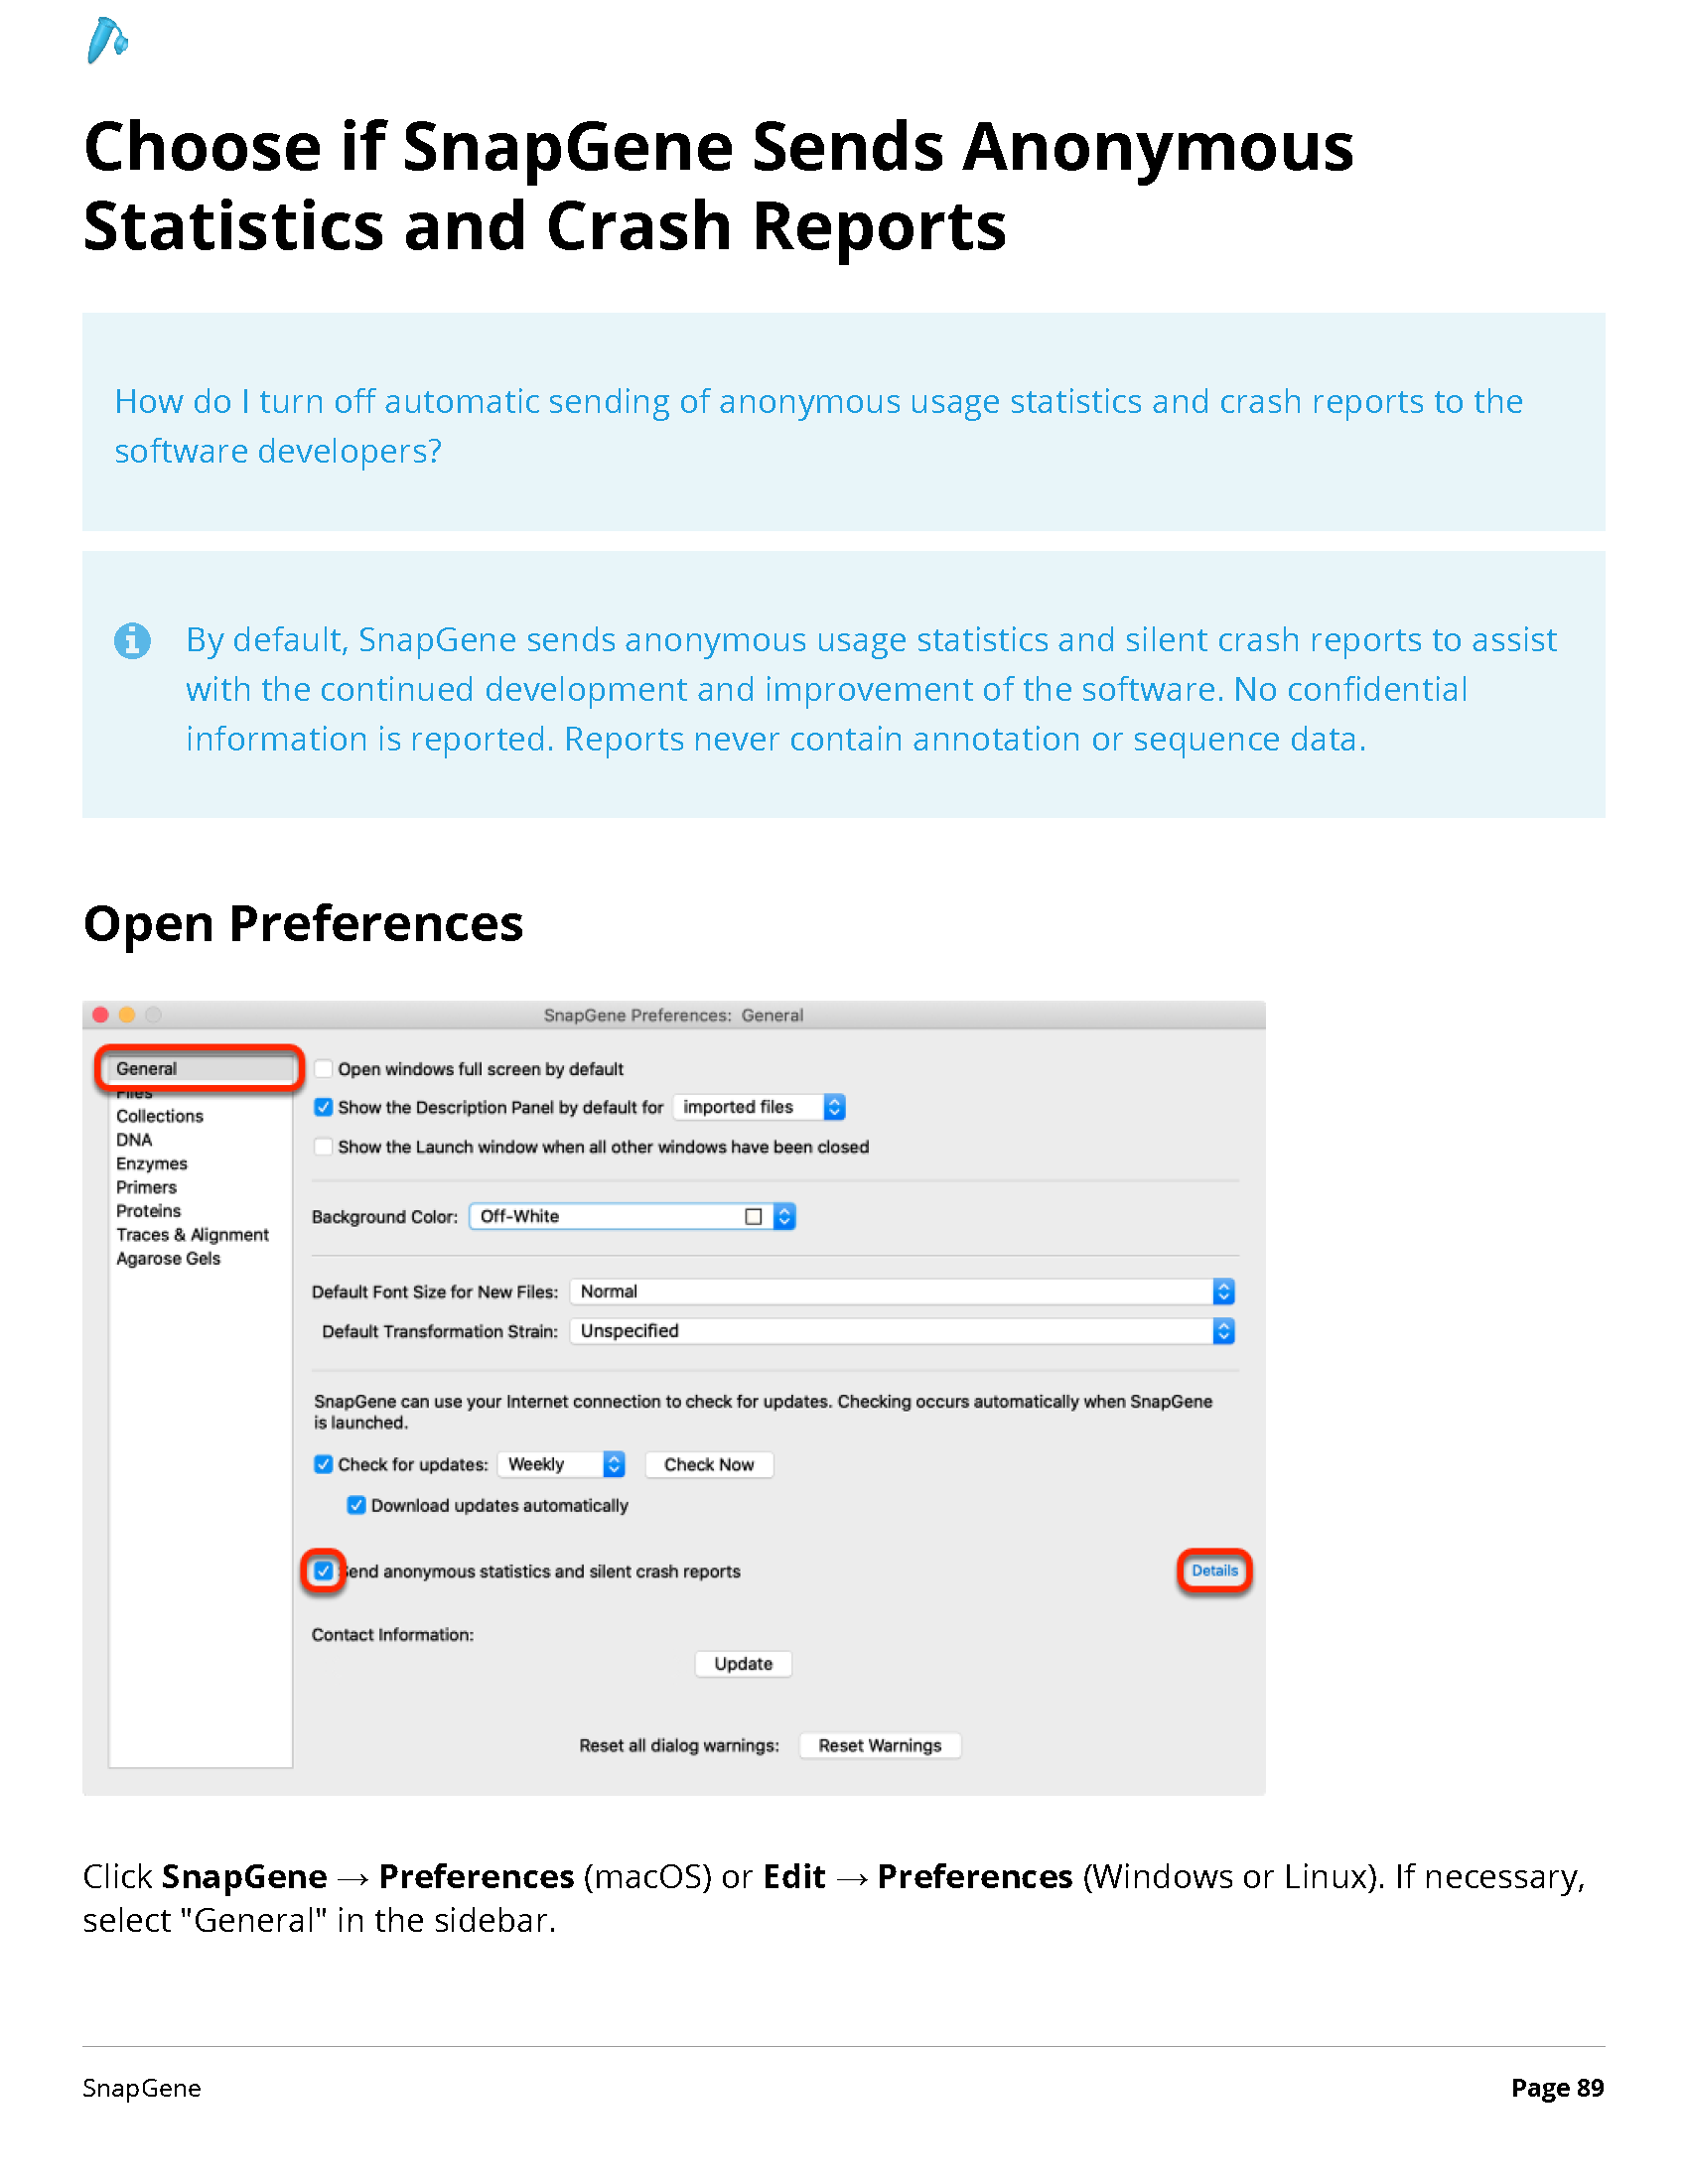 Choose if SnapGene Sends Anonymous
Statistics and Crash Reports
How do I turn off automatic sending of anonymous usage statistics and crash reports to the
software developers?
By default, SnapGene sends anonymous usage statistics and silent crash reports to assist
with the continued development and improvement of the software. No confidential
information is reported. Reports never contain annotation or sequence data.
Open Preferences
SnapGene Preferences: General
General
Files
Collections
DNA
Enzymes
Primers
Proteins
Traces & Alignment
Agarose Gels
Open windows full screen by default
Show the Description Panel by default for imported files
Show the Launch window when all other windows have been closed
Background Color: Off-White
Default Font Size for New Files: Normal
Default Transformation Strain: Unspecified
SnapGene can use your Internet connection to check for updates. Checking occurs automatically when SnapGene
is launched.
Check for updates: Weekly Check Now
Download updates automatically
Send anonymous statistics and silent crash reports Details
Contact Information:
Update
Reset all dialog warnings: Reset Warnings
Click SnapGene → Preferences (macOS) or Edit → Preferences (Windows or Linux). If necessary,
select "General" in the sidebar.
SnapGene Page 89